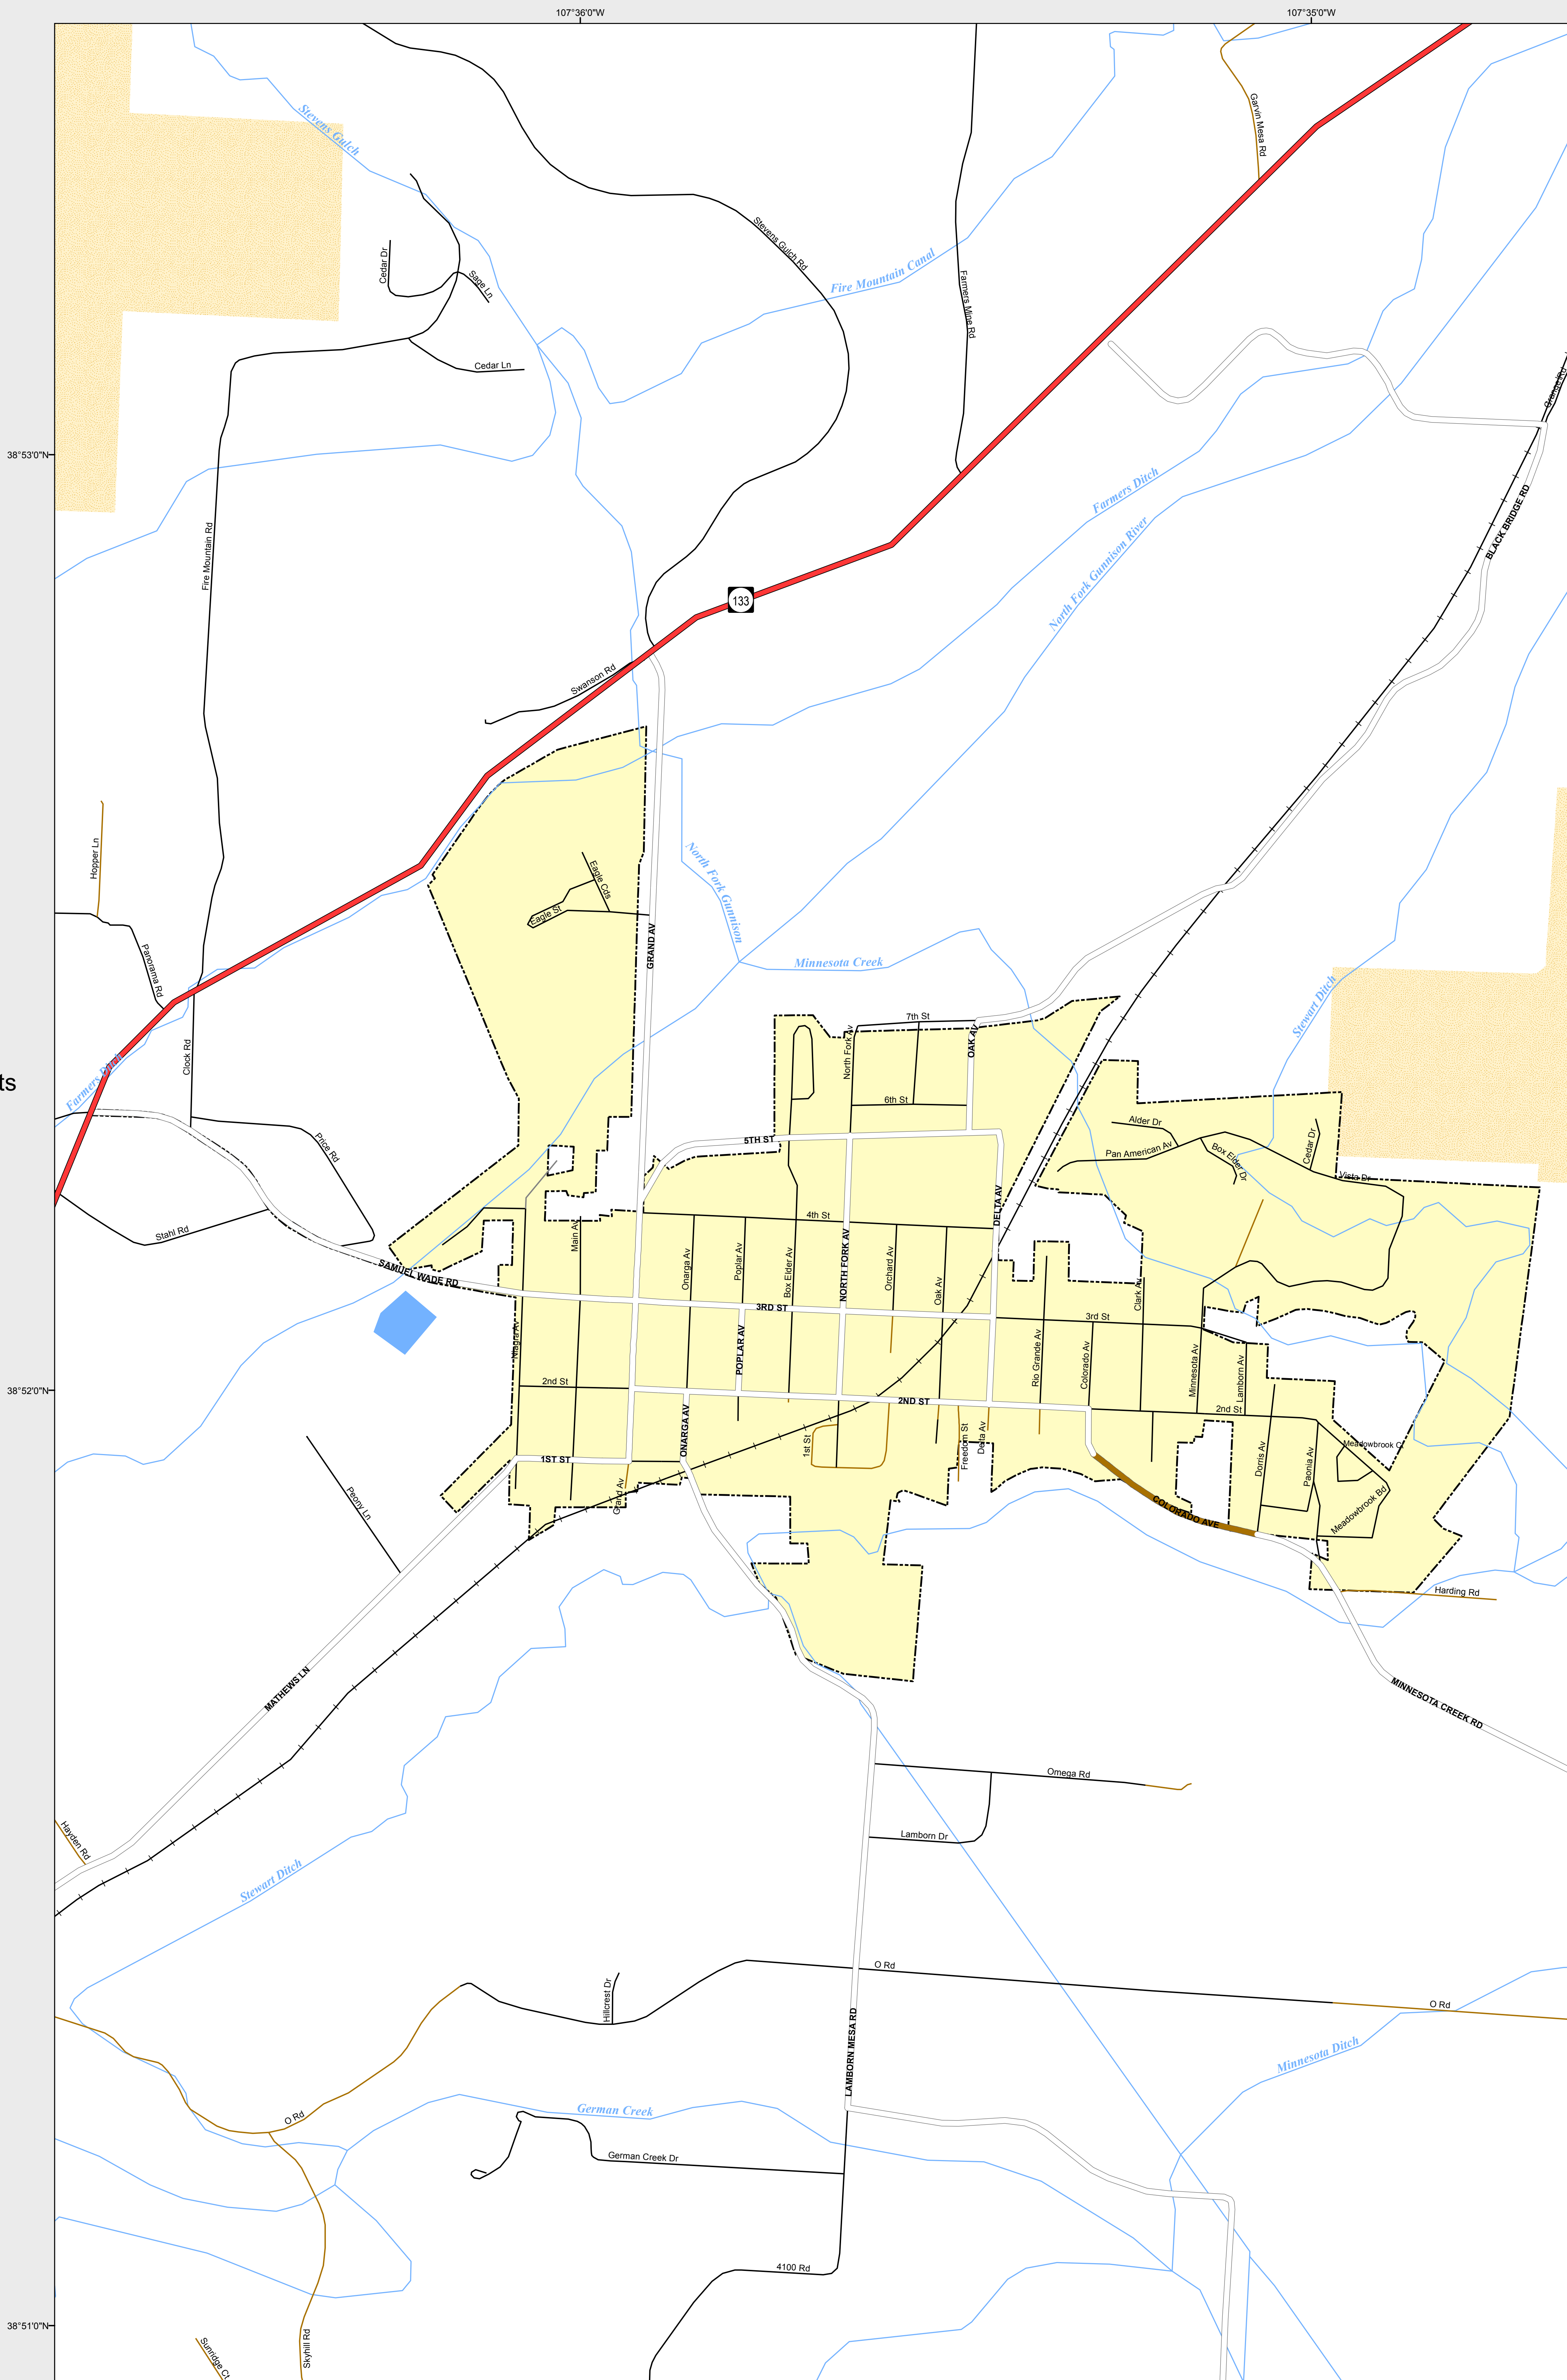 107°36'0"W
107°35'0"W
Stevens Gulch
Garvin Mesa Rd
Stevens Gulch Rd
Cedar Dr
Sage Ln
Fire Mountain Canal
Farmers Mine Rd
Cedar Ln
Grange Rd
38°53'0"N
Farmers Ditch
BLACK BRIDGE RD
Fire Mountain Rd
North Fork Gunnison River
133
Swanson Rd
Hopper Ln
Eagle Cds
Eagle St
North Fork Gunnison
GRAND AV
Panorama Rd
Minnesota Creek
Stewart Ditch
7th St
North Fork Av
OAK AV
Clock Rd
ts
Farmers Ditch
6th St
Alder Dr
Price Rd
5TH ST
Pan American Av
Box Elder Dr
Cedar Dr
Vista Dr
Stahl Rd
Main Av
4th St
DELTA AV
SAMUEL WADE RD
Onarga Av
Poplar Av
Box Elder Av
NORTH FORK AV
Orchard Av
Oak Av
Clark Av
3RD ST
3rd St
Niagra Av
POPLAR AV
Rio Grande Av
Colorado Av
Minnesota Av
Lamborn Av
38°52'0"N
2nd St
2ND ST
2nd St
ONARGA AV
1st St
Freedom St
Delta Av
Meadowbrook C
1ST ST
Dorris Av
Paonia Av
Grand Av
Peony Ln
COLORADO AVE
Meadowbrook Bd
Harding Rd
MATHEWS LN
MINNESOTA CREEK RD
Omega Rd
Hayden Rd
Lamborn Dr
Stewart Ditch
O Rd
Hillcrest Dr
O Rd
LAMBORN MESA RD
Minnesota Ditch
O Rd
German Creek
German Creek Dr
4100 Rd
38°51'0"N
Sunridge Ct
Skyhill Rd